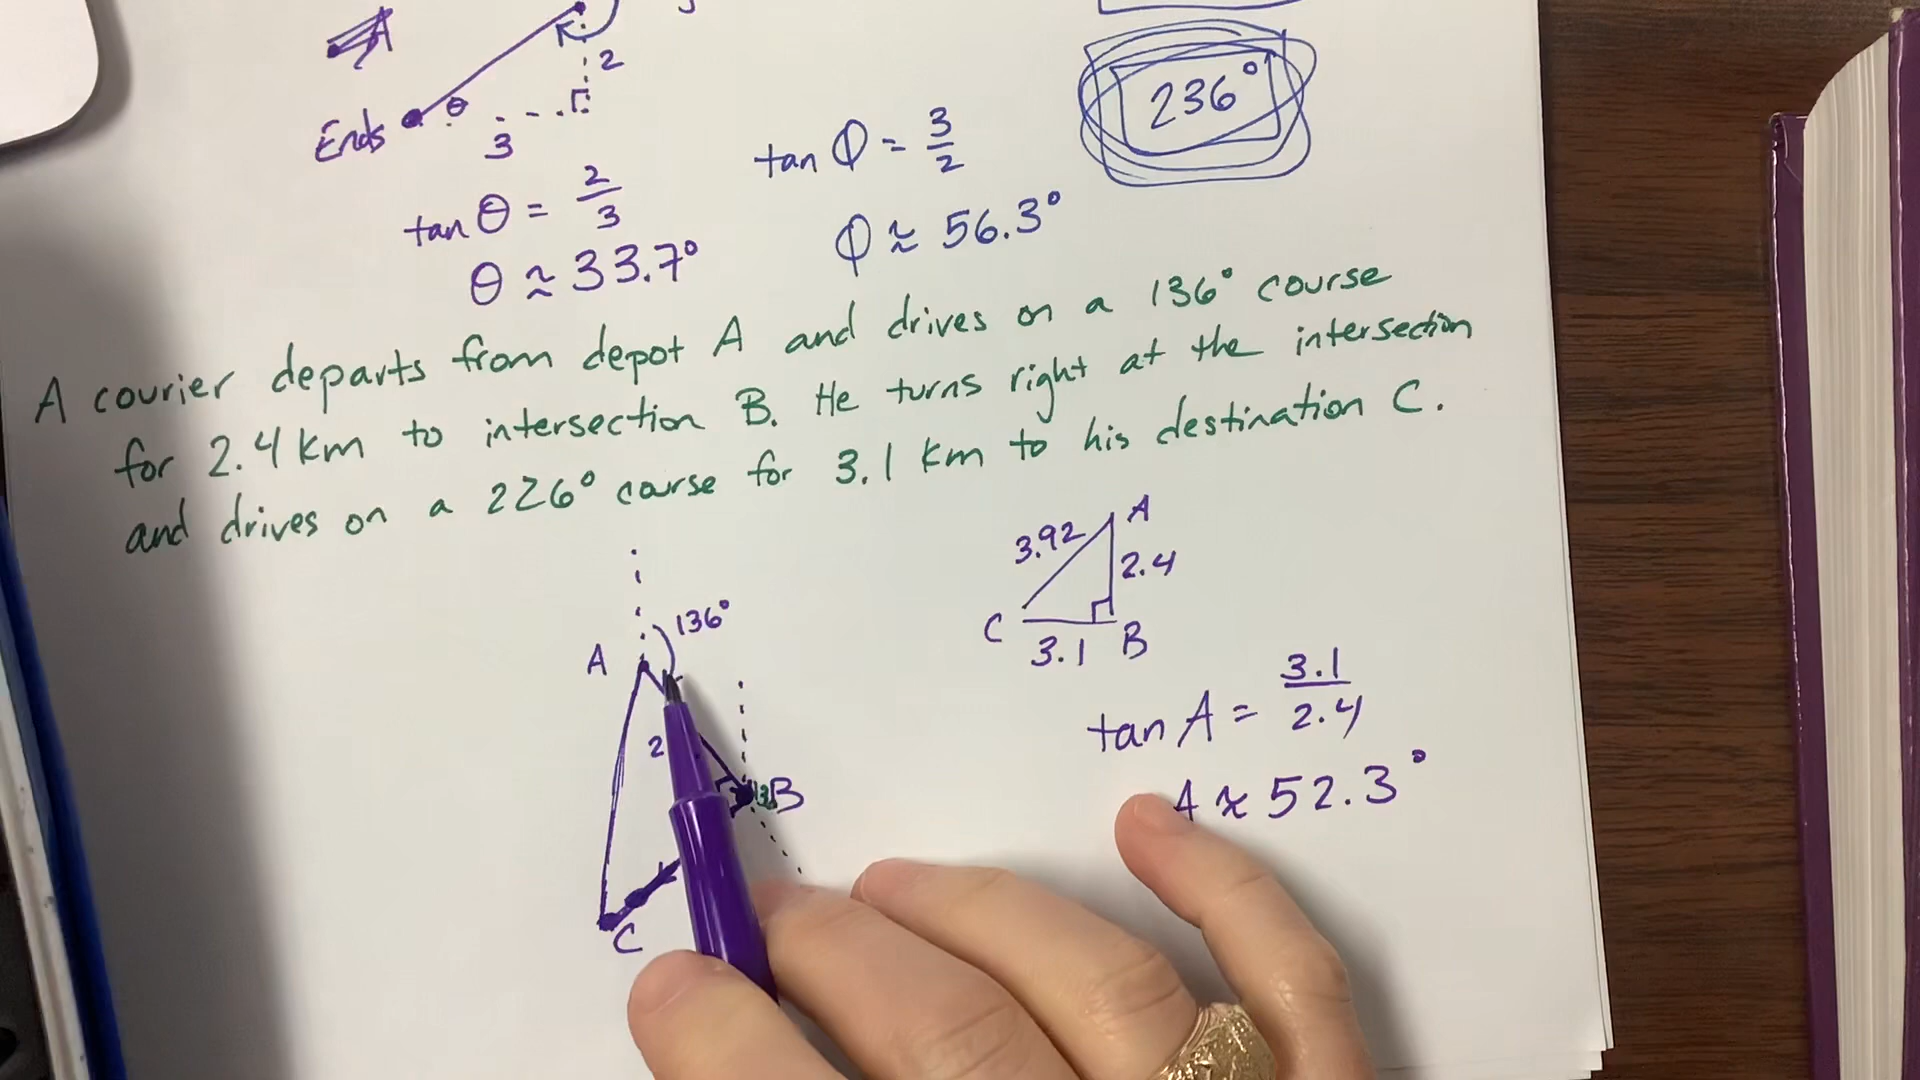 A
2
Ends
θ
3
236°
tan Φ = 3/2
tan θ = 2/3
Φ ≈ 56.3°
θ ≈ 33.7°
A courier departs from depot A and drives on a 136° course
for 2.4 km to intersection B. He turns right at the intersection
and drives on a 226° course for 3.1 km to his destination C.
3.92
A
2.4
C
3.1
B
136°
A
2
B
C
tan A = 3.1/2.4
A ≈ 52.3°